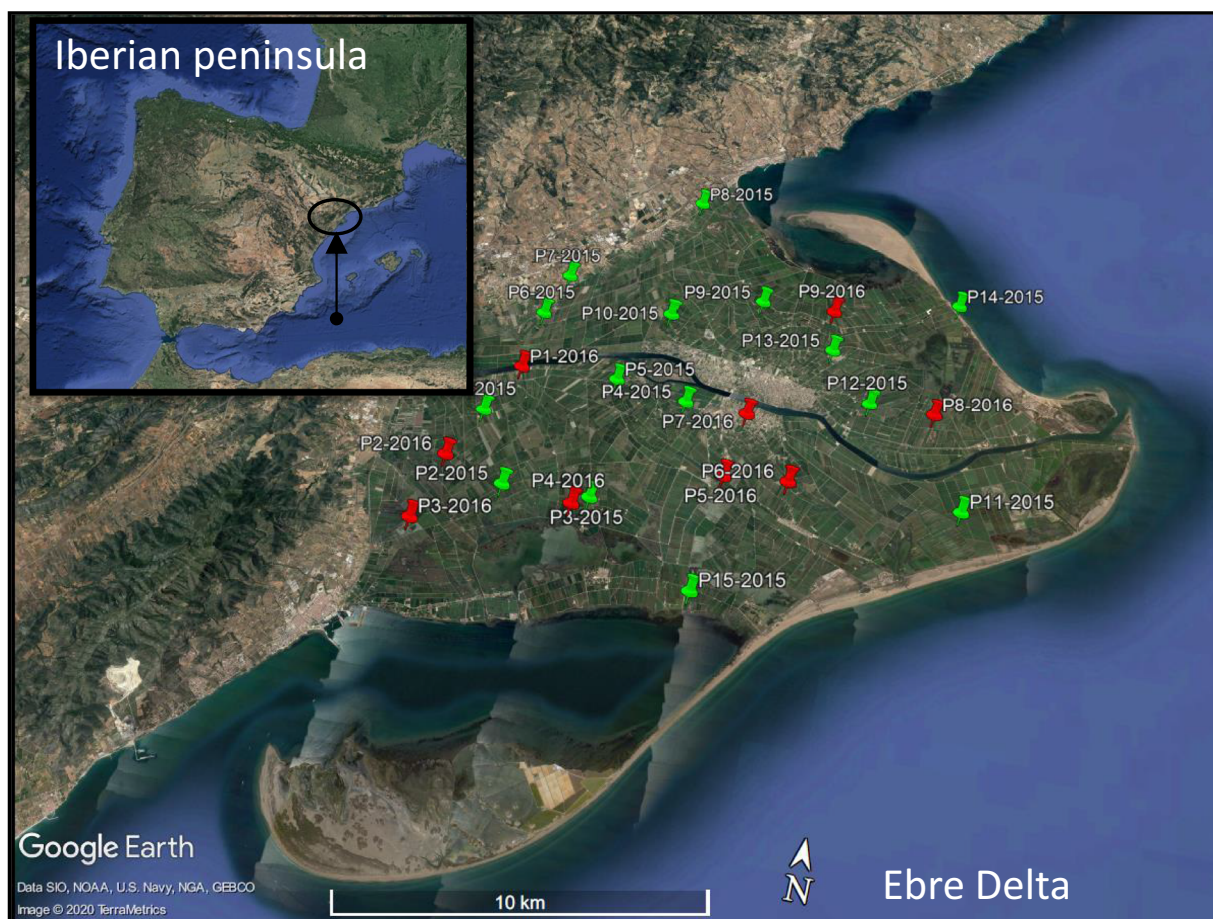 Iberian peninsula
P8-2015
P7-2015
P6-2015
P9-2015
P9-2016
P14-2015
P10-2015
P13-2015
P1-2016
P5-2015
P4-2015
P12-2015
2015
P7-2016
P8-2016
P2-2016
P2-2015
P4-2016
P6-2016
P3-2016
P5-2016
P3-2015
P11-2015
P15-2015
Google Earth
Data SIO, NOAA, U.S. Navy, NGA, GEBCO
Image © 2020 TerraMetrics
10 km
N
Ebre Delta